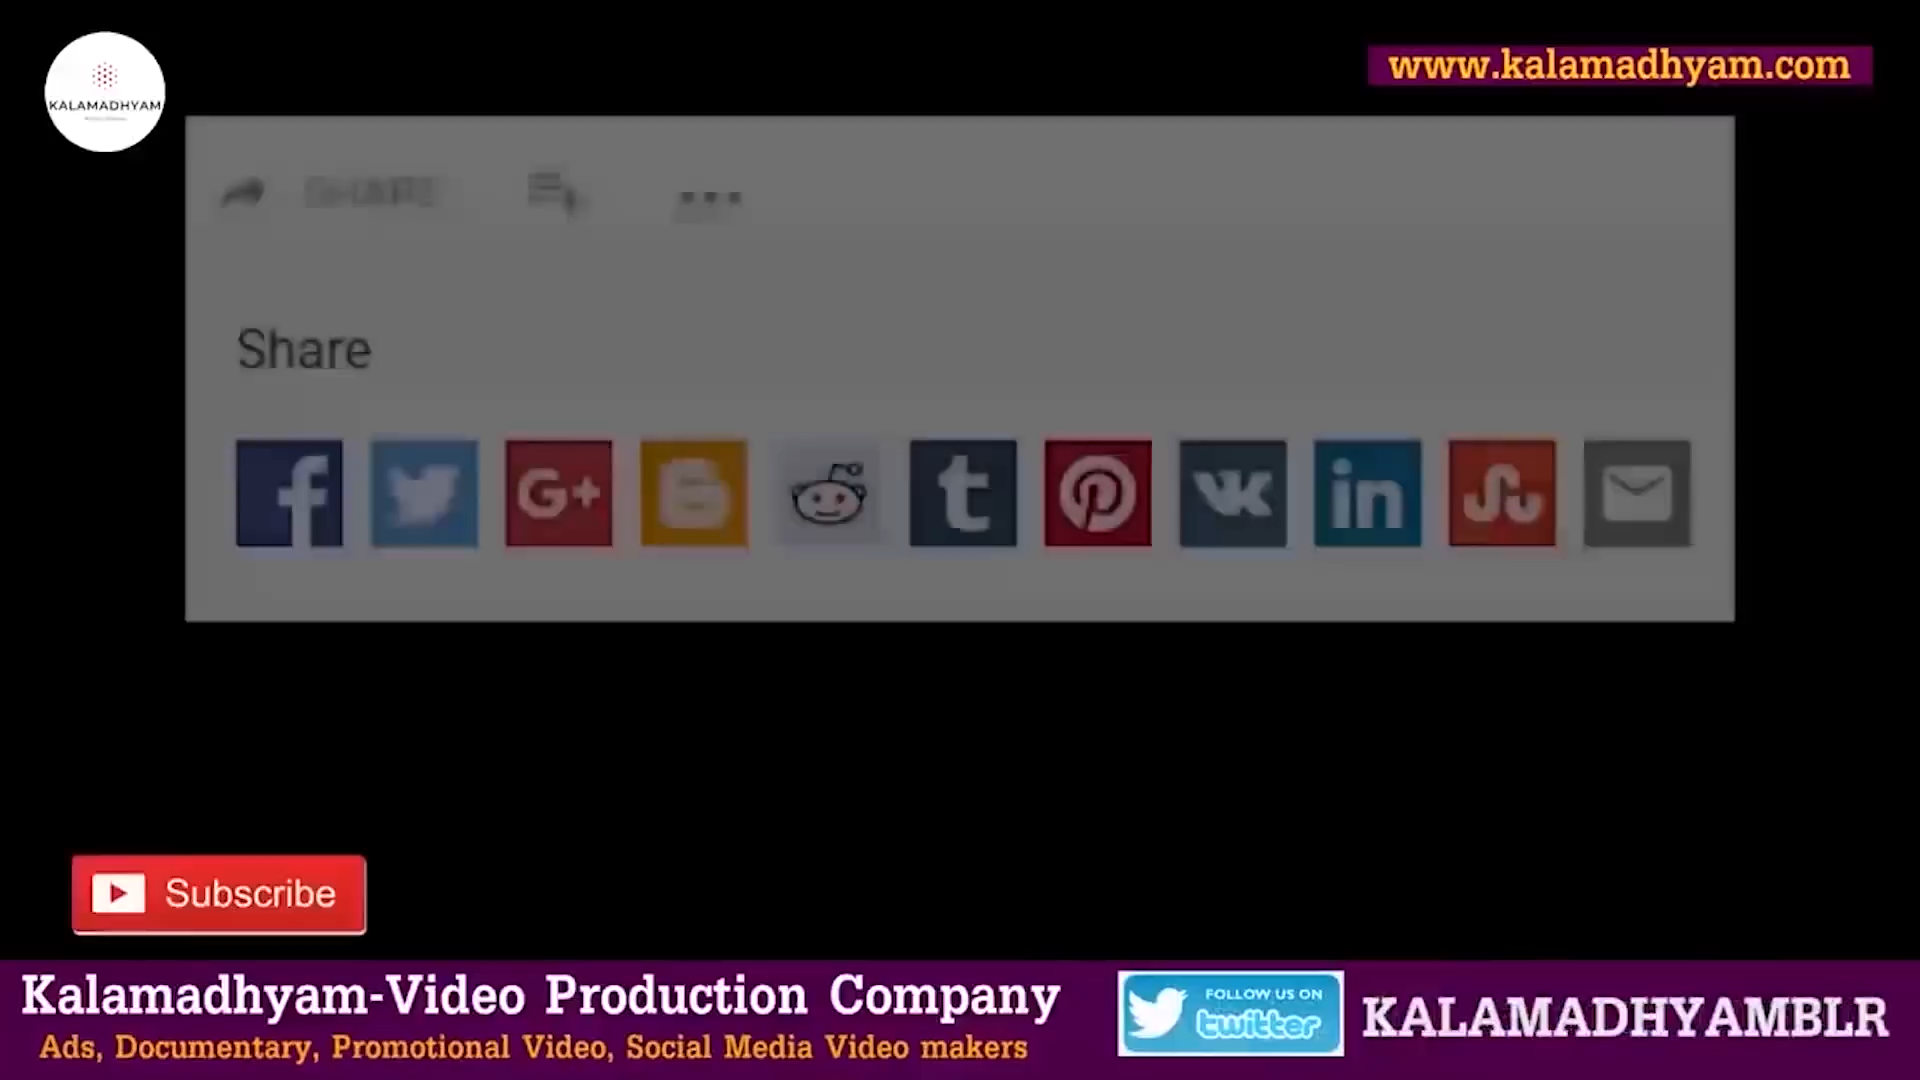 KALAMADHYAM
www.kalamadhyam.com
SHARE
Share
Subscribe
Kalamadhyam-Video Production Company
Ads, Documentary, Promotional Video, Social Media Video makers
FOLLOW US ON
twitter
KALAMADHYAMBLR